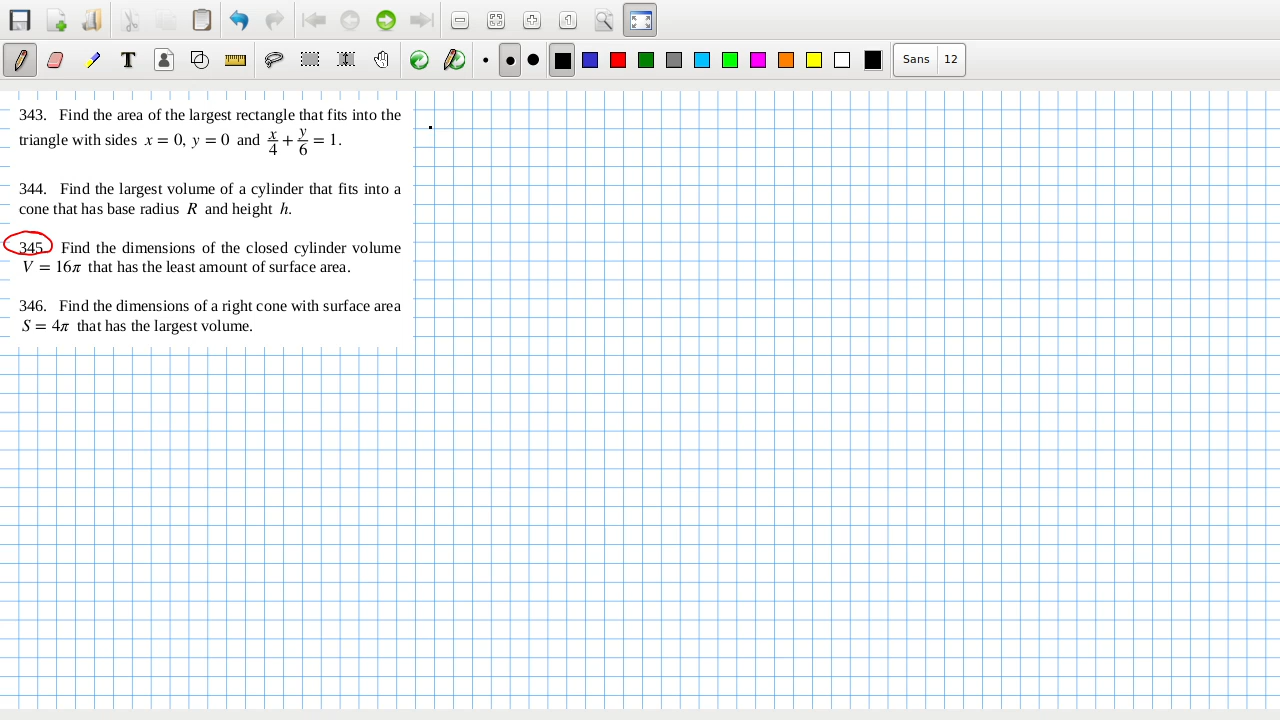 Sans 12
343. Find the area of the largest rectangle that fits into the
triangle with sides x = 0, y = 0 and x/4 + y/6 = 1.
344. Find the largest volume of a cylinder that fits into a
cone that has base radius R and height h.
345. Find the dimensions of the closed cylinder volume
V = 16π that has the least amount of surface area.
346. Find the dimensions of a right cone with surface area
S = 4π that has the largest volume.